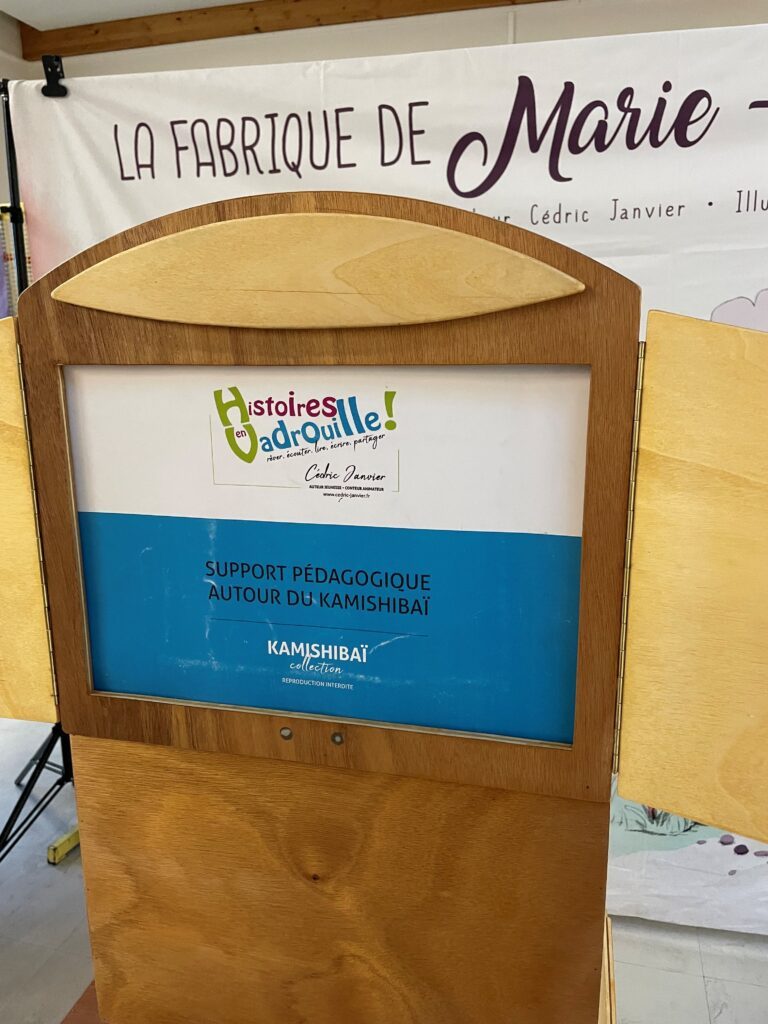 LA FABRIQUE DE Marie -
Cédric Janvier • Illu
Histoires
en Vadrouille !
rêver, écouter, lire, écrire, partager
Cédric Janvier
AUTEUR JEUNESSE • CONTEUR ANIMATEUR
www.cedric-janvier.fr
SUPPORT PÉDAGOGIQUE
AUTOUR DU KAMISHIBAÏ
KAMISHIBAÏ
collection
REPRODUCTION INTERDITE